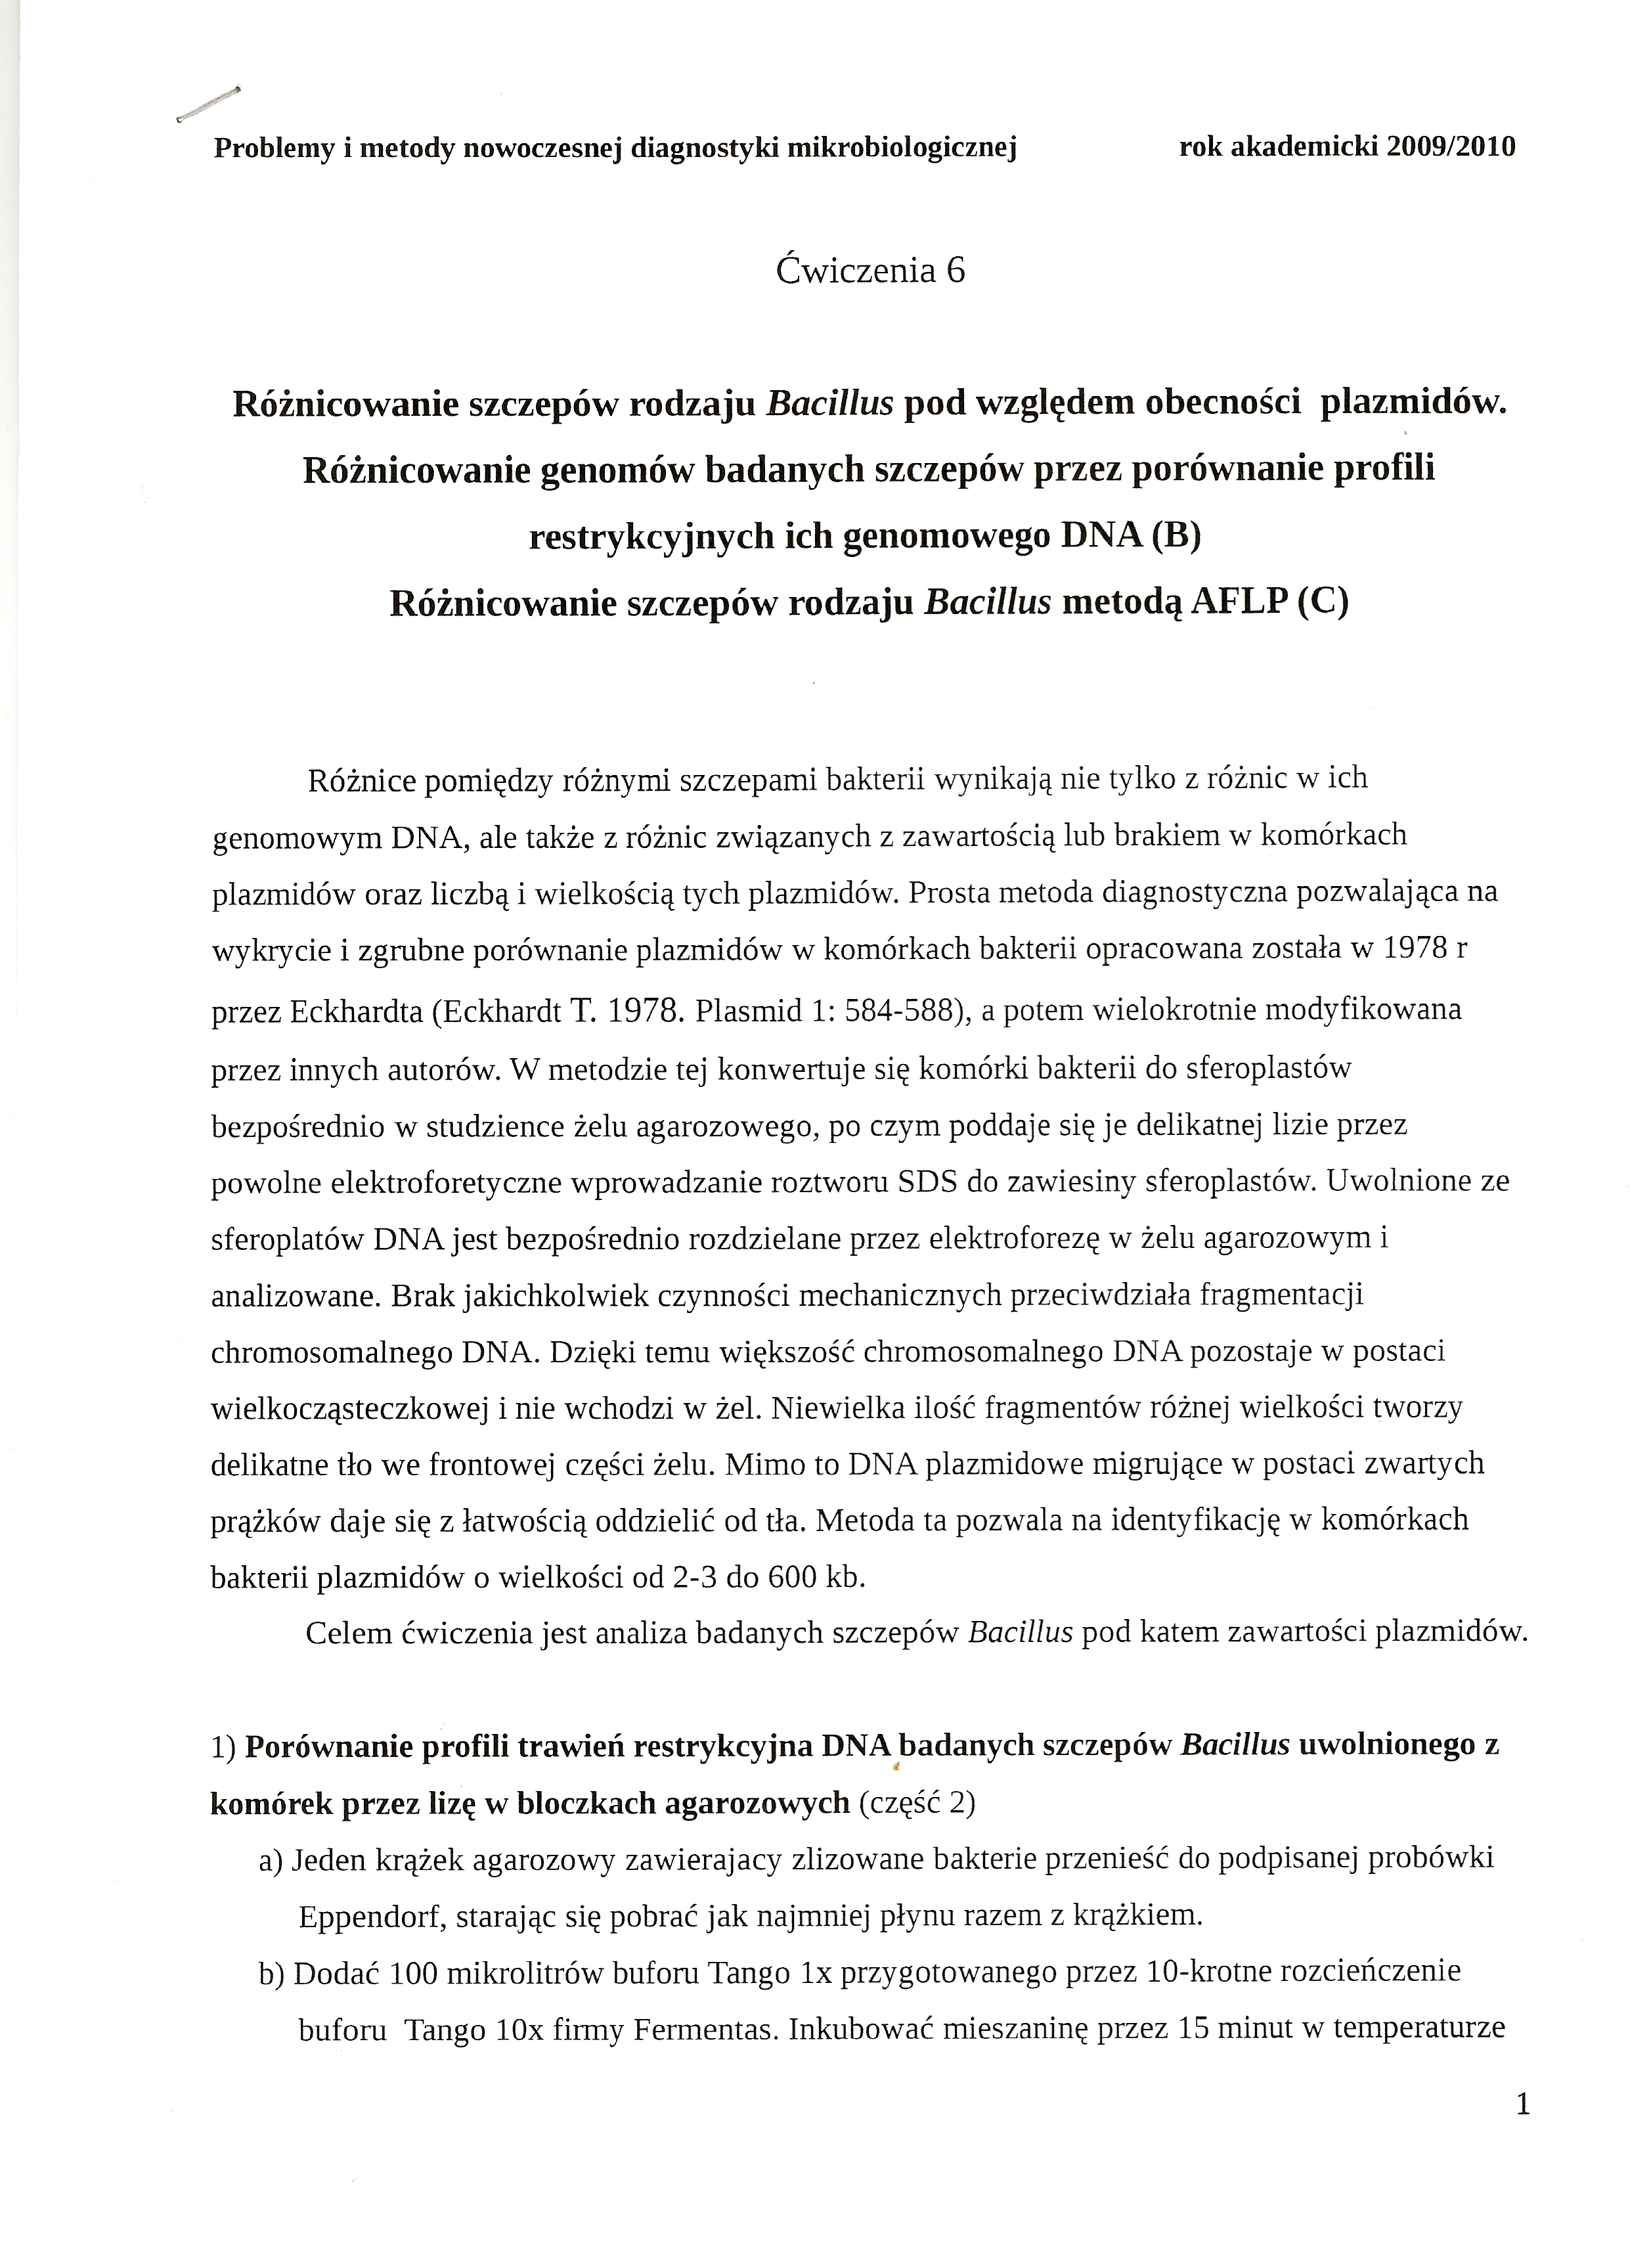 Problemy i metody nowoczesnej diagnostyki mikrobiologicznej rok akademicki 2009/2010
Ćwiczenia 6
Różnicowanie szczepów rodzaju Bacillus pod względem obecności plazmidów.
Różnicowanie genomów badanych szczepów przez porównanie profili
restrykcyjnych ich genomowego DNA (B)
Różnicowanie szczepów rodzaju Bacillus metodą AFLP (C)
Różnice pomiędzy różnymi szczepami bakterii wynikają nie tylko z różnic w ich
genomowym DNA, ale także z różnic związanych z zawartością lub brakiem w komórkach
plazmidów oraz liczbą i wielkością tych plazmidów. Prosta metoda diagnostyczna pozwalająca na
wykrycie i zgrubne porównanie plazmidów w komórkach bakterii opracowana została w 1978 r
przez Eckhardta (Eckhardt T. 1978. Plasmid 1: 584-588), a potem wielokrotnie modyfikowana
przez innych autorów. W metodzie tej konwertuje się komórki bakterii do sferoplastów
bezpośrednio w studzience żelu agarozowego, po czym poddaje się je delikatnej lizie przez
powolne elektroforetyczne wprowadzanie roztworu SDS do zawiesiny sferoplastów. Uwolnione ze
sferoplatów DNA jest bezpośrednio rozdzielane przez elektroforezę w żelu agarozowym i
analizowane. Brak jakichkolwiek czynności mechanicznych przeciwdziała fragmentacji
chromosomalnego DNA. Dzięki temu większość chromosomalnego DNA pozostaje w postaci
wielkocząsteczkowej i nie wchodzi w żel. Niewielka ilość fragmentów różnej wielkości tworzy
delikatne tło we frontowej części żelu. Mimo to DNA plazmidowe migrujące w postaci zwartych
prążków daje się z łatwością oddzielić od tła. Metoda ta pozwala na identyfikację w komórkach
bakterii plazmidów o wielkości od 2-3 do 600 kb.
Celem ćwiczenia jest analiza badanych szczepów Bacillus pod katem zawartości plazmidów.
1) Porównanie profili trawień restrykcyjna DNA badanych szczepów Bacillus uwolnionego z
komórek przez lizę w bloczkach agarozowych (część 2)
a) Jeden krążek agarozowy zawierajacy zlizowane bakterie przenieść do podpisanej probówki
Eppendorf, starając się pobrać jak najmniej płynu razem z krążkiem.
b) Dodać 100 mikrolitrów buforu Tango 1x przygotowanego przez 10-krotne rozcieńczenie
buforu Tango 10x firmy Fermentas. Inkubować mieszaninę przez 15 minut w temperaturze
1